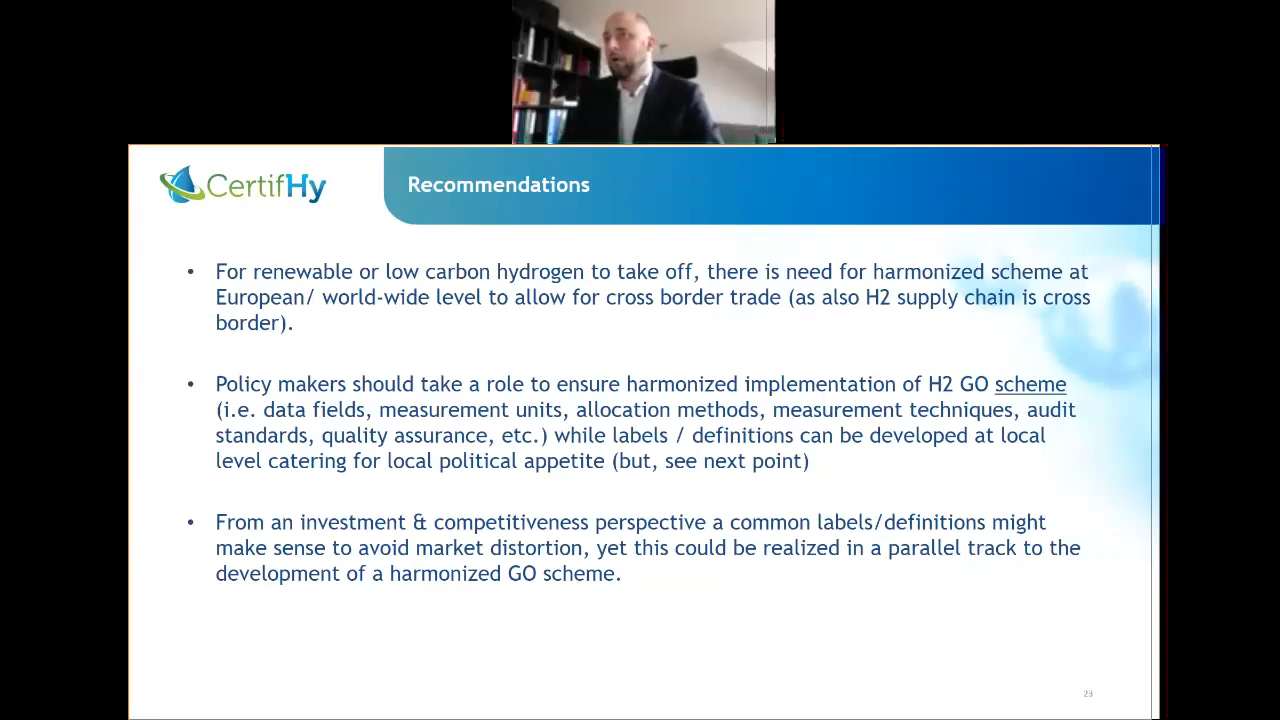 CertifHy
Recommendations
• For renewable or low carbon hydrogen to take off, there is need for harmonized scheme at
European/ world-wide level to allow for cross border trade (as also H2 supply chain is cross
border).
• Policy makers should take a role to ensure harmonized implementation of H2 GO scheme
(i.e. data fields, measurement units, allocation methods, measurement techniques, audit
standards, quality assurance, etc.) while labels / definitions can be developed at local
level catering for local political appetite (but, see next point)
• From an investment & competitiveness perspective a common labels/definitions might
make sense to avoid market distortion, yet this could be realized in a parallel track to the
development of a harmonized GO scheme.
23